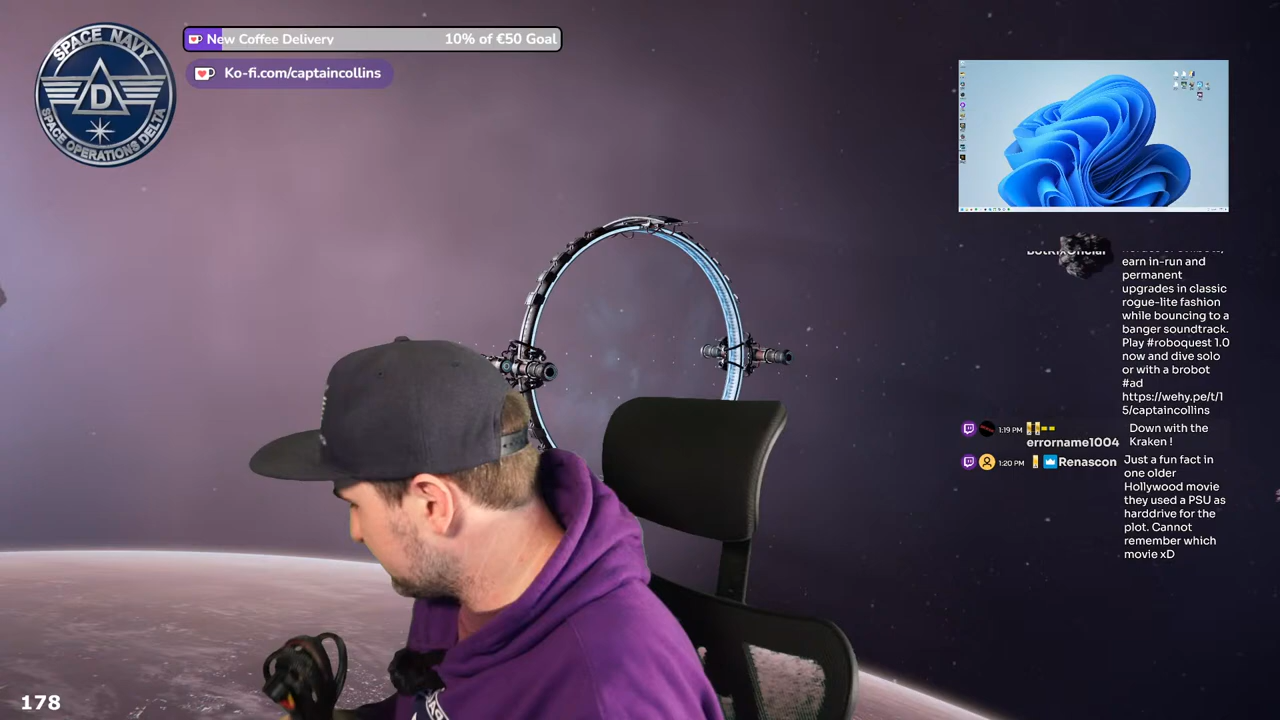 SPACE NAVY
D
SPACE OPERATIONS DELTA
New Coffee Delivery
10% of €50 Goal
Ko-fi.com/captaincollins
earn in-run and
permanent
upgrades in classic
rogue-lite fashion
while bouncing to a
banger soundtrack.
Play #roboquest 1.0
now and dive solo
or with a brobot
#ad
https://wehy.pe/t/1
5/captaincollins
1:19 PM
errorname1004
Down with the
Kraken !
1:20 PM
Renascon
Just a fun fact in
one older
Hollywood movie
they used a PSU as
harddrive for the
plot. Cannot
remember which
movie xD
178